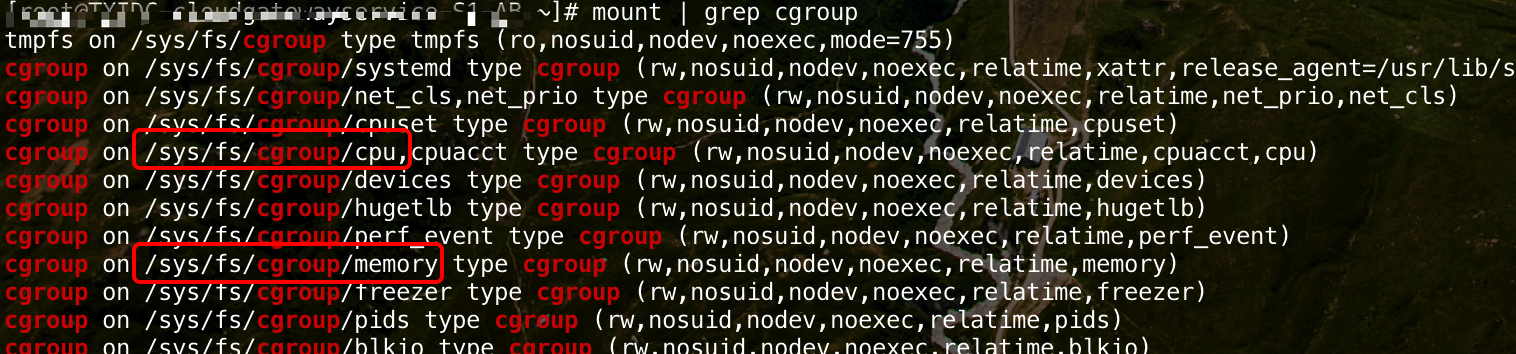 ~]# mount | grep cgroup
tmpfs on /sys/fs/cgroup type tmpfs (ro,nosuid,nodev,noexec,mode=755)
cgroup on /sys/fs/cgroup/systemd type cgroup (rw,nosuid,nodev,noexec,relatime,xattr,release_agent=/usr/lib/s
cgroup on /sys/fs/cgroup/net_cls,net_prio type cgroup (rw,nosuid,nodev,noexec,relatime,net_prio,net_cls)
cgroup on /sys/fs/cgroup/cpuset type cgroup (rw,nosuid,nodev,noexec,relatime,cpuset)
cgroup on /sys/fs/cgroup/cpu,cpuacct type cgroup (rw,nosuid,nodev,noexec,relatime,cpuacct,cpu)
cgroup on /sys/fs/cgroup/devices type cgroup (rw,nosuid,nodev,noexec,relatime,devices)
cgroup on /sys/fs/cgroup/hugetlb type cgroup (rw,nosuid,nodev,noexec,relatime,hugetlb)
cgroup on /sys/fs/cgroup/perf_event type cgroup (rw,nosuid,nodev,noexec,relatime,perf_event)
cgroup on /sys/fs/cgroup/memory type cgroup (rw,nosuid,nodev,noexec,relatime,memory)
cgroup on /sys/fs/cgroup/freezer type cgroup (rw,nosuid,nodev,noexec,relatime,freezer)
cgroup on /sys/fs/cgroup/pids type cgroup (rw,nosuid,nodev,noexec,relatime,pids)
cgroup on /sys/fs/cgroup/blkio type cgroup (rw,nosuid,nodev,noexec,relatime,blkio)